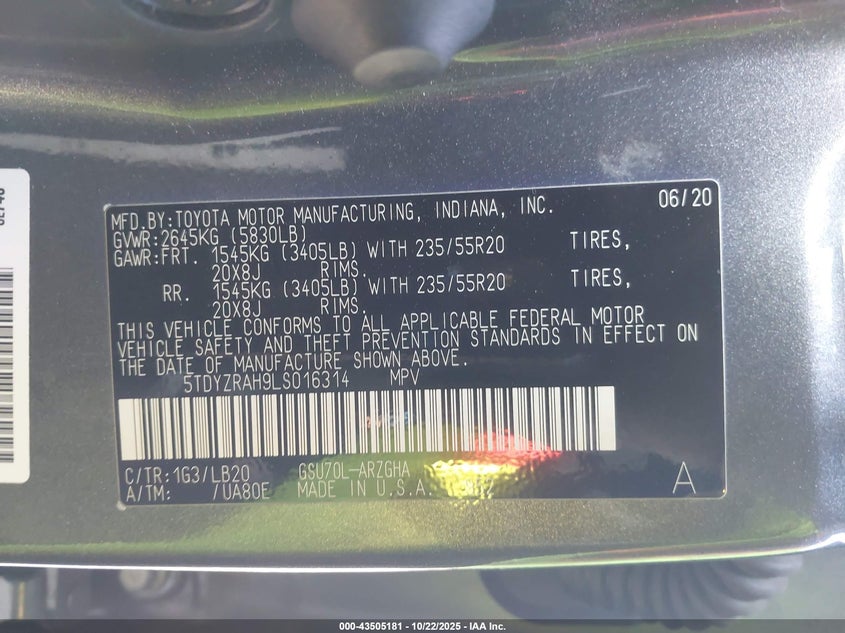 MFD.BY:TOYOTA MOTOR MANUFACTURING, INDIANA, INC. 06/20
GVWR:2645KG (5830LB)
GAWR:FRT. 1545KG (3405LB) WITH 235/55R20 TIRES,
20X8J RIMS.
RR. 1545KG (3405LB) WITH 235/55R20 TIRES,
20X8J RIMS.
THIS VEHICLE CONFORMS TO ALL APPLICABLE FEDERAL MOTOR
VEHICLE SAFETY AND THEFT PREVENTION STANDARDS IN EFFECT ON
THE DATE OF MANUFACTURE SHOWN ABOVE.
5TDYZRAH9LS016314 MPV
C/TR:1G3/LB20 GSU70L-ARZGHA
A/TM: /UA80E MADE IN U.S.A. A
000-43505181 - 10/22/2025 - IAA Inc.